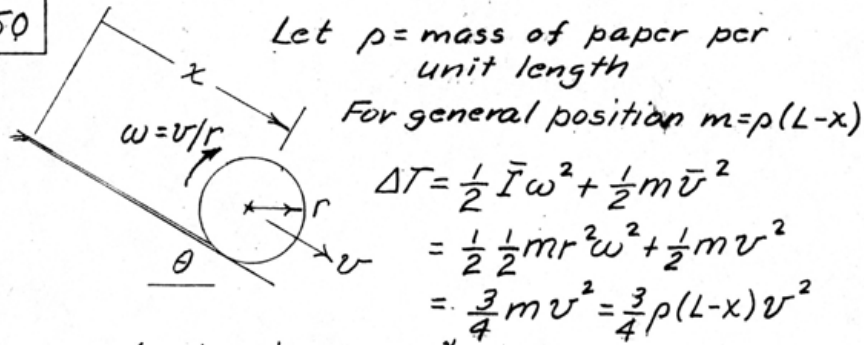 50
Let ρ = mass of paper per
unit length
x
For general position m=ρ(L-x)
ω=v/r
ΔT = 1/2 Īω² + 1/2 m v̄²
r
= 1/2 1/2 mr²ω² + 1/2 mv²
θ
v
= 3/4 mv² = 3/4 ρ(L-x)v²